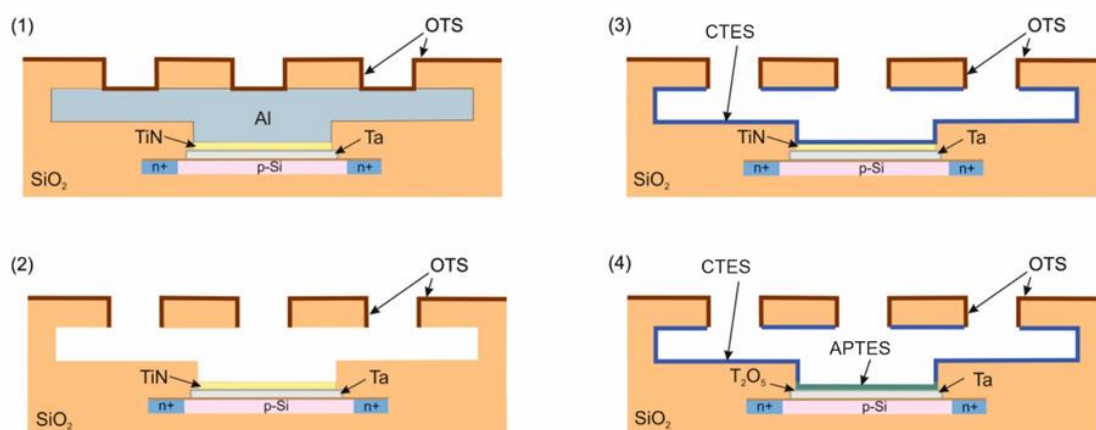 (1)
OTS
Al
TiN
Ta
n+
p-Si
n+
SiO₂
(3)
CTES
OTS
TiN
Ta
n+
p-Si
n+
SiO₂
(2)
OTS
TiN
Ta
n+
p-Si
n+
SiO₂
(4)
CTES
OTS
APTES
T₂O₅
Ta
n+
p-Si
n+
SiO₂